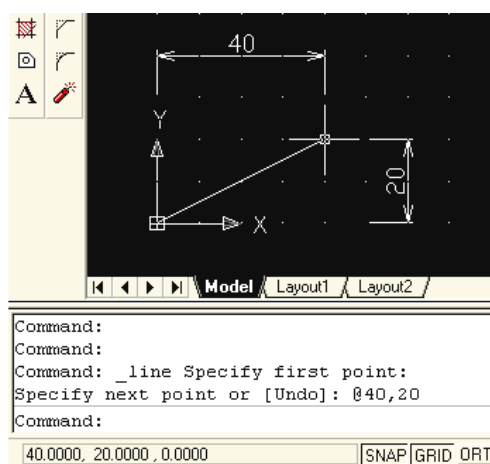 40
A
Y
20
X
Model Layout1 Layout2
Command:
Command:
Command: _line Specify first point:
Specify next point or [Undo]: @40,20
Command:
40.0000, 20.0000 , 0.0000 SNAP GRID ORT